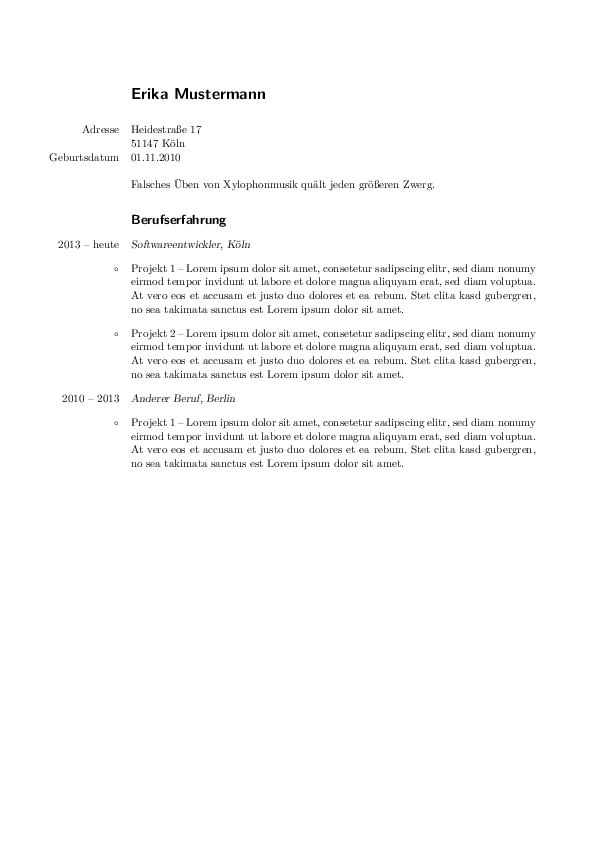 Erika Mustermann
Adresse Heidestraße 17
51147 Köln
Geburtsdatum 01.11.2010
Falsches Üben von Xylophonmusik quält jeden größeren Zwerg.
Berufserfahrung
2013 – heute Softwareentwickler, Köln
◦ Projekt 1 – Lorem ipsum dolor sit amet, consetetur sadipscing elitr, sed diam nonumy
eirmod tempor invidunt ut labore et dolore magna aliquyam erat, sed diam voluptua.
At vero eos et accusam et justo duo dolores et ea rebum. Stet clita kasd gubergren,
no sea takimata sanctus est Lorem ipsum dolor sit amet.
◦ Projekt 2 – Lorem ipsum dolor sit amet, consetetur sadipscing elitr, sed diam nonumy
eirmod tempor invidunt ut labore et dolore magna aliquyam erat, sed diam voluptua.
At vero eos et accusam et justo duo dolores et ea rebum. Stet clita kasd gubergren,
no sea takimata sanctus est Lorem ipsum dolor sit amet.
2010 – 2013 Anderer Beruf, Berlin
◦ Projekt 1 – Lorem ipsum dolor sit amet, consetetur sadipscing elitr, sed diam nonumy
eirmod tempor invidunt ut labore et dolore magna aliquyam erat, sed diam voluptua.
At vero eos et accusam et justo duo dolores et ea rebum. Stet clita kasd gubergren,
no sea takimata sanctus est Lorem ipsum dolor sit amet.